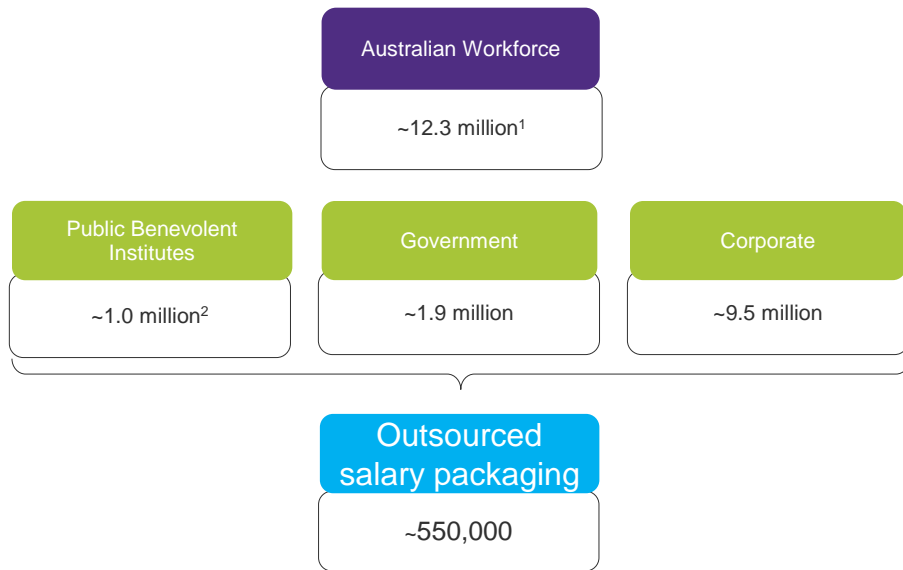 Australian Workforce
~12.3 million¹
Public Benevolent
Institutes
~1.0 million²
Government
~1.9 million
Corporate
~9.5 million
Outsourced
salary packaging
~550,000